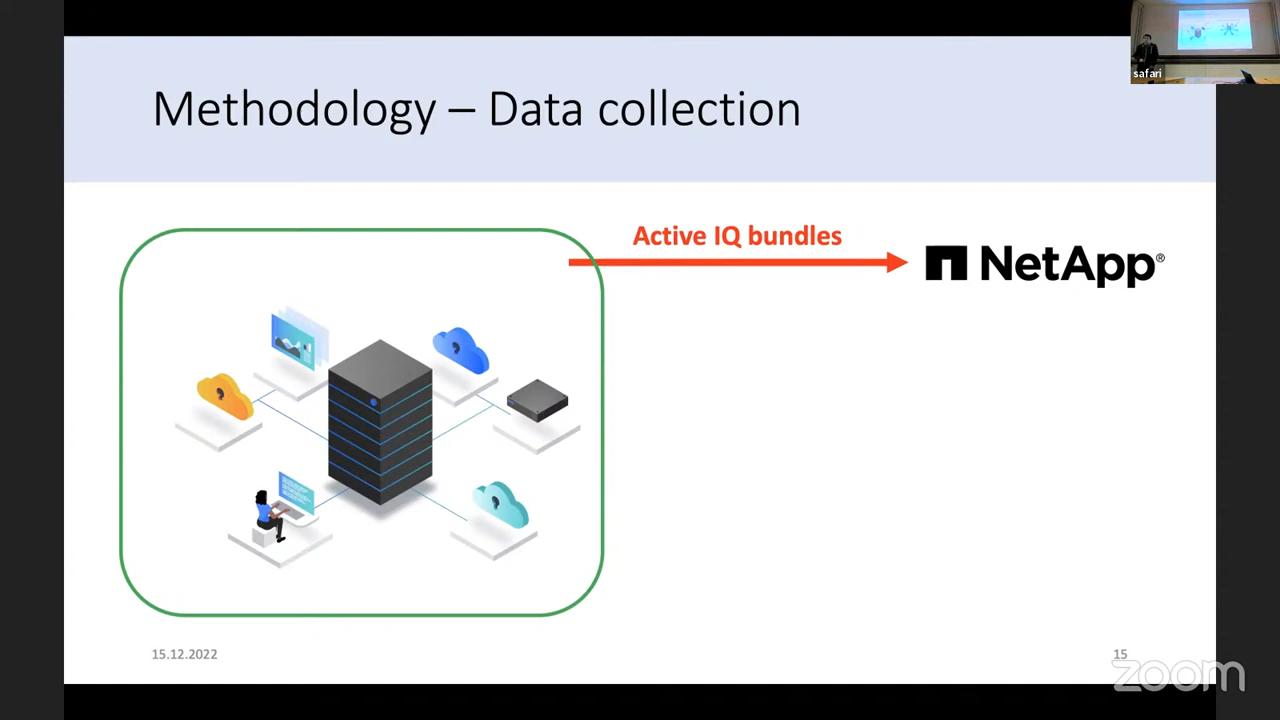 safari
Methodology – Data collection
Active IQ bundles
NetApp®
15.12.2022
15
zoom